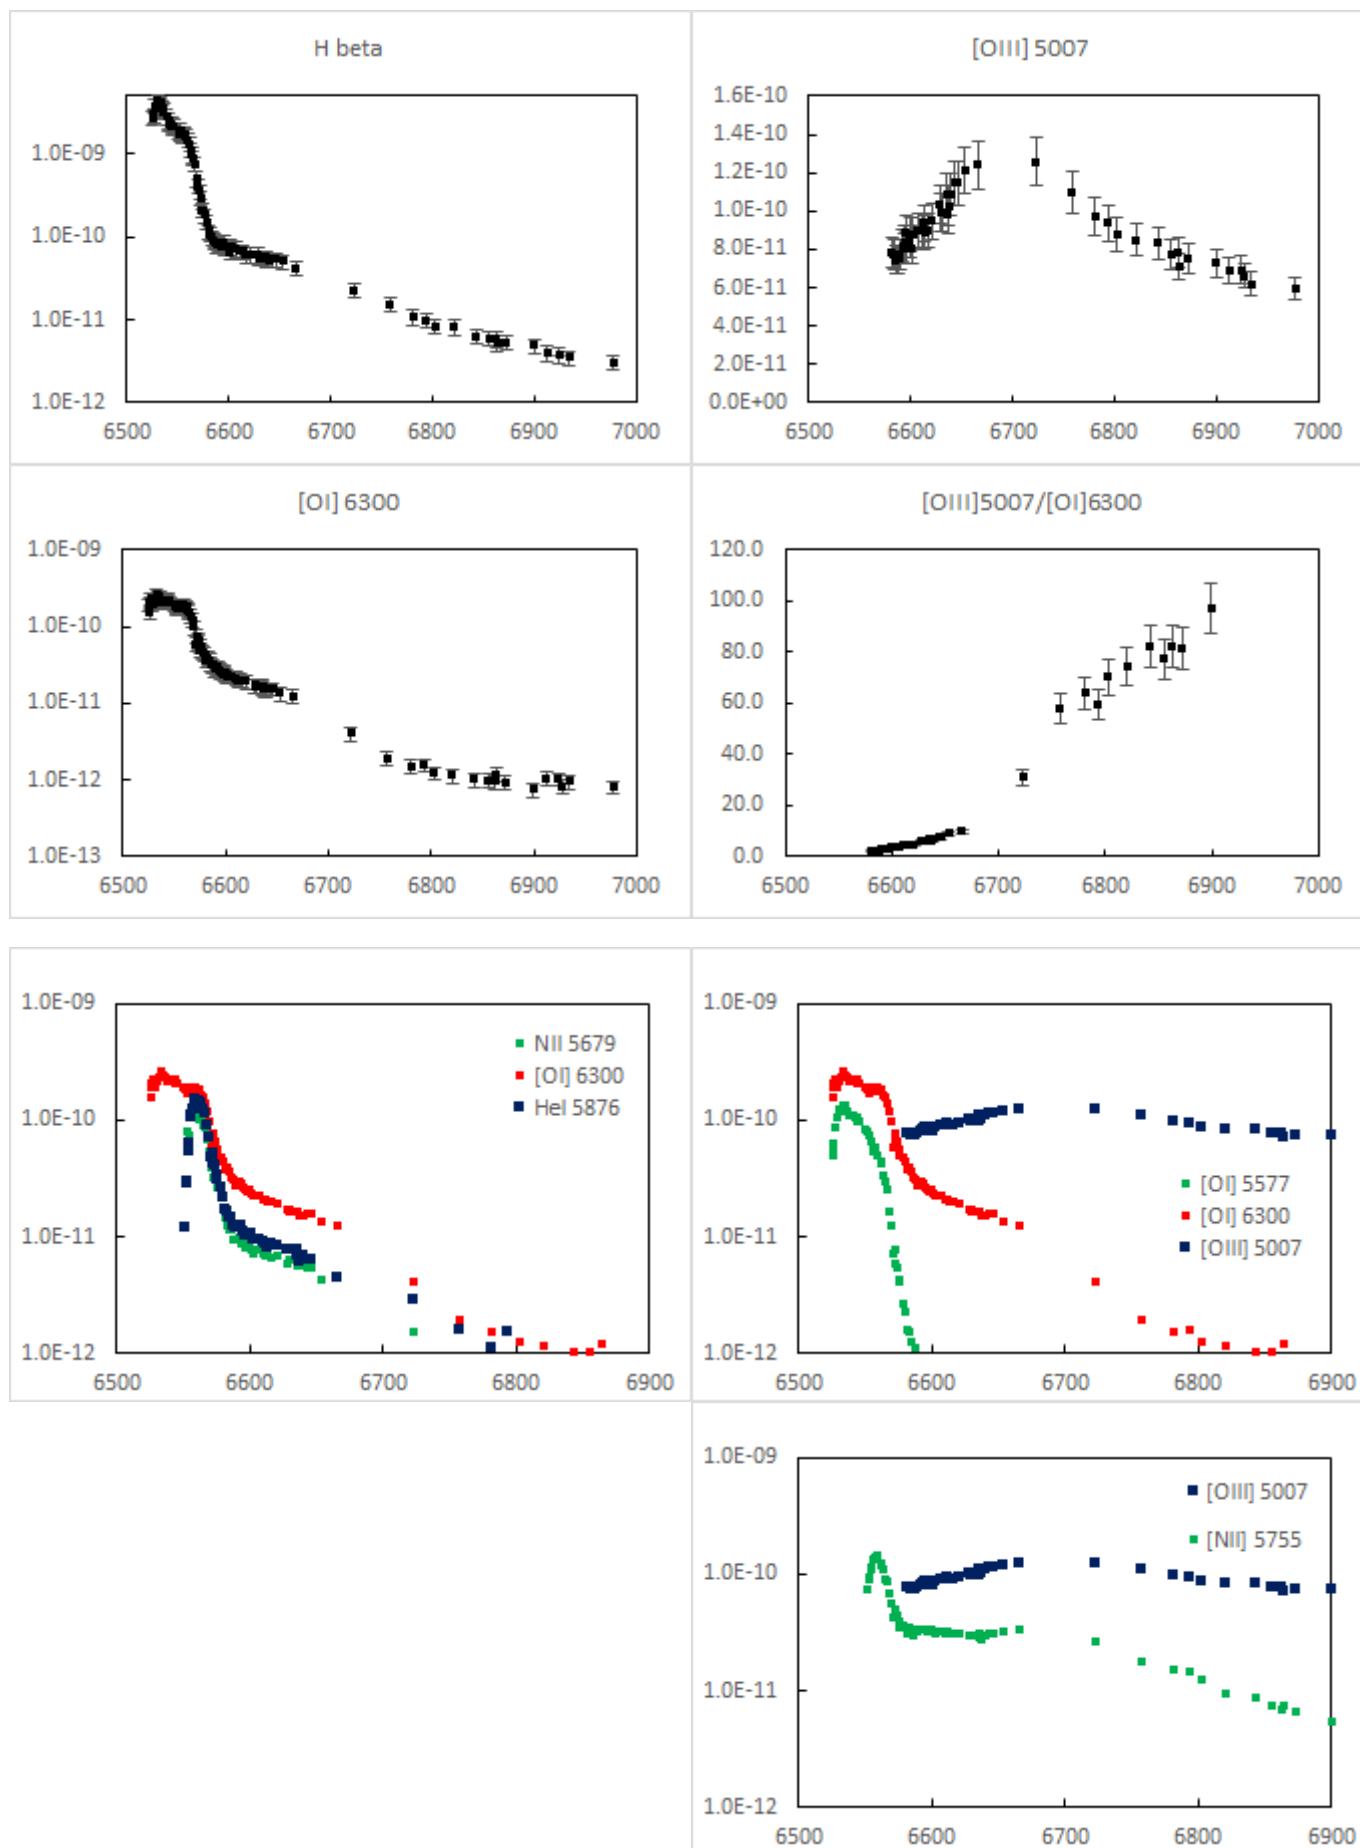 H beta
1.0E-09
1.0E-10
1.0E-11
1.0E-12
6500 6600 6700 6800 6900 7000
[OIII] 5007
1.6E-10
1.4E-10
1.2E-10
1.0E-10
8.0E-11
6.0E-11
4.0E-11
2.0E-11
0.0E+00
6500 6600 6700 6800 6900 7000
[OI] 6300
1.0E-09
1.0E-10
1.0E-11
1.0E-12
1.0E-13
6500 6600 6700 6800 6900 7000
[OIII]5007/[OI]6300
120.0
100.0
80.0
60.0
40.0
20.0
0.0
6500 6600 6700 6800 6900 7000
1.0E-09
1.0E-10
1.0E-11
1.0E-12
NII 5679
[OI] 6300
HeI 5876
6500 6600 6700 6800 6900
1.0E-09
1.0E-10
1.0E-11
1.0E-12
[OI] 5577
[OI] 6300
[OIII] 5007
6500 6600 6700 6800 6900
1.0E-09
1.0E-10
1.0E-11
1.0E-12
[OIII] 5007
[NII] 5755
6500 6600 6700 6800 6900